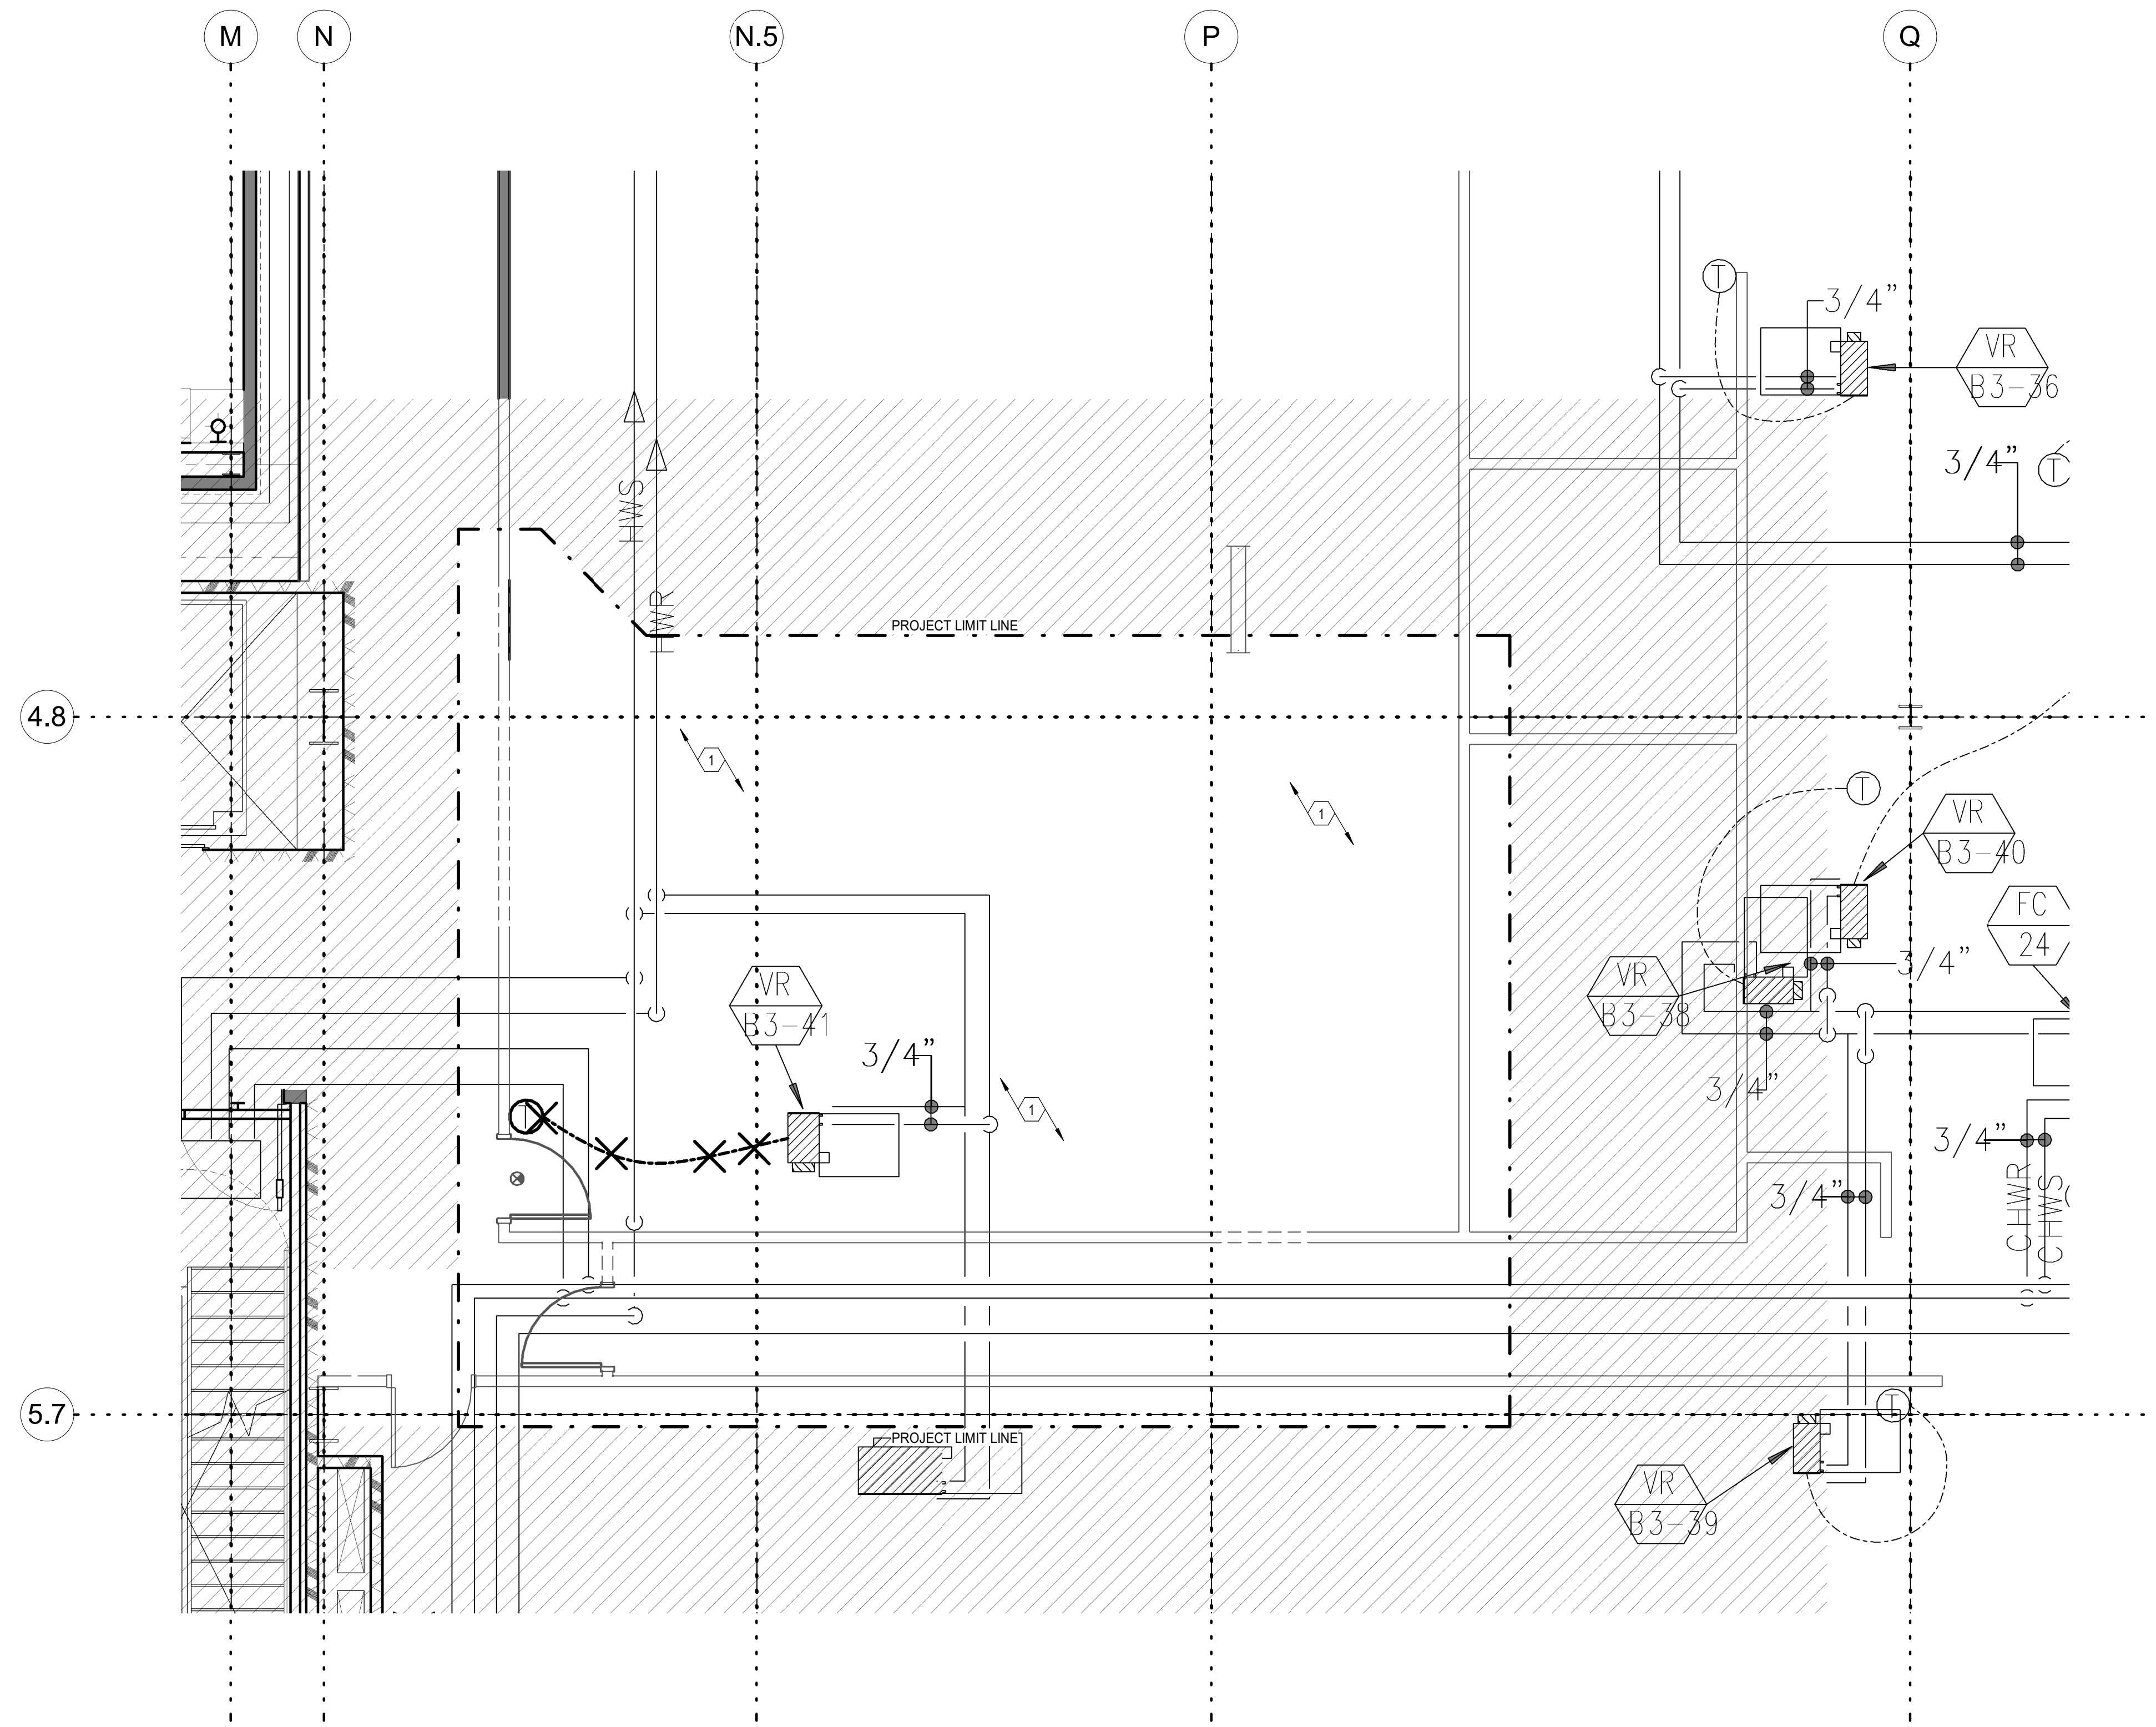 M
N
N.5
P
Q
T
3/4"
VR
B3-36
3/4"
T
HWS
HWR
PROJECT LIMIT LINE
4.8
1
1
T
VR
B3-40
FC
24
VR
B3-41
3/4"
3/4"
VR
B3-38
3/4"
1
T
3/4"
3/4"
CHWR
CHWS
5.7
T
PROJECT LIMIT LINE
VR
B3-39